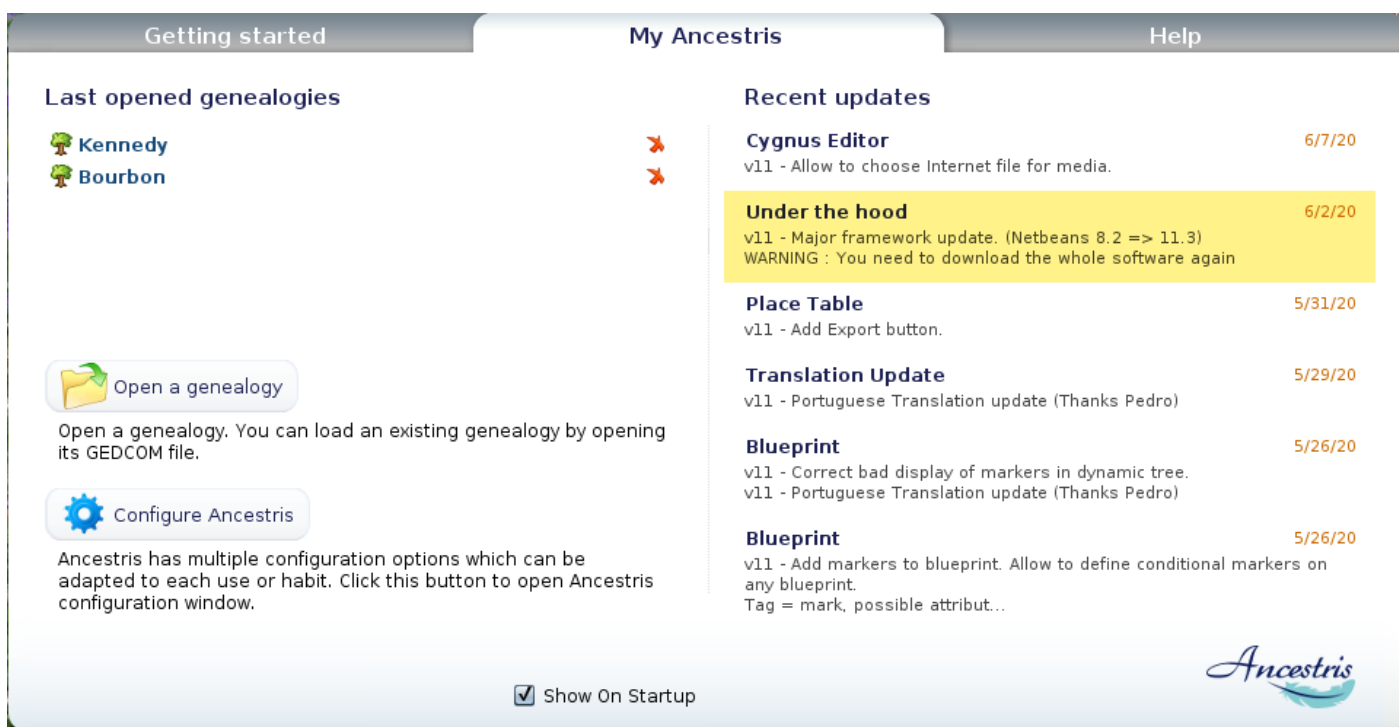 Getting started
My Ancestris
Help
Last opened genealogies
Kennedy
Bourbon
Open a genealogy
Open a genealogy. You can load an existing genealogy by opening
its GEDCOM file.
Configure Ancestris
Ancestris has multiple configuration options which can be
adapted to each use or habit. Click this button to open Ancestris
configuration window.
Recent updates
Cygnus Editor 6/7/20
v11 - Allow to choose Internet file for media.
Under the hood 6/2/20
v11 - Major framework update. (Netbeans 8.2 => 11.3)
WARNING : You need to download the whole software again
Place Table 5/31/20
v11 - Add Export button.
Translation Update 5/29/20
v11 - Portuguese Translation update (Thanks Pedro)
Blueprint 5/26/20
v11 - Correct bad display of markers in dynamic tree.
v11 - Portuguese Translation update (Thanks Pedro)
Blueprint 5/26/20
v11 - Add markers to blueprint. Allow to define conditional markers on
any blueprint.
Tag = mark, possible attribut...
Ancestris
Show On Startup